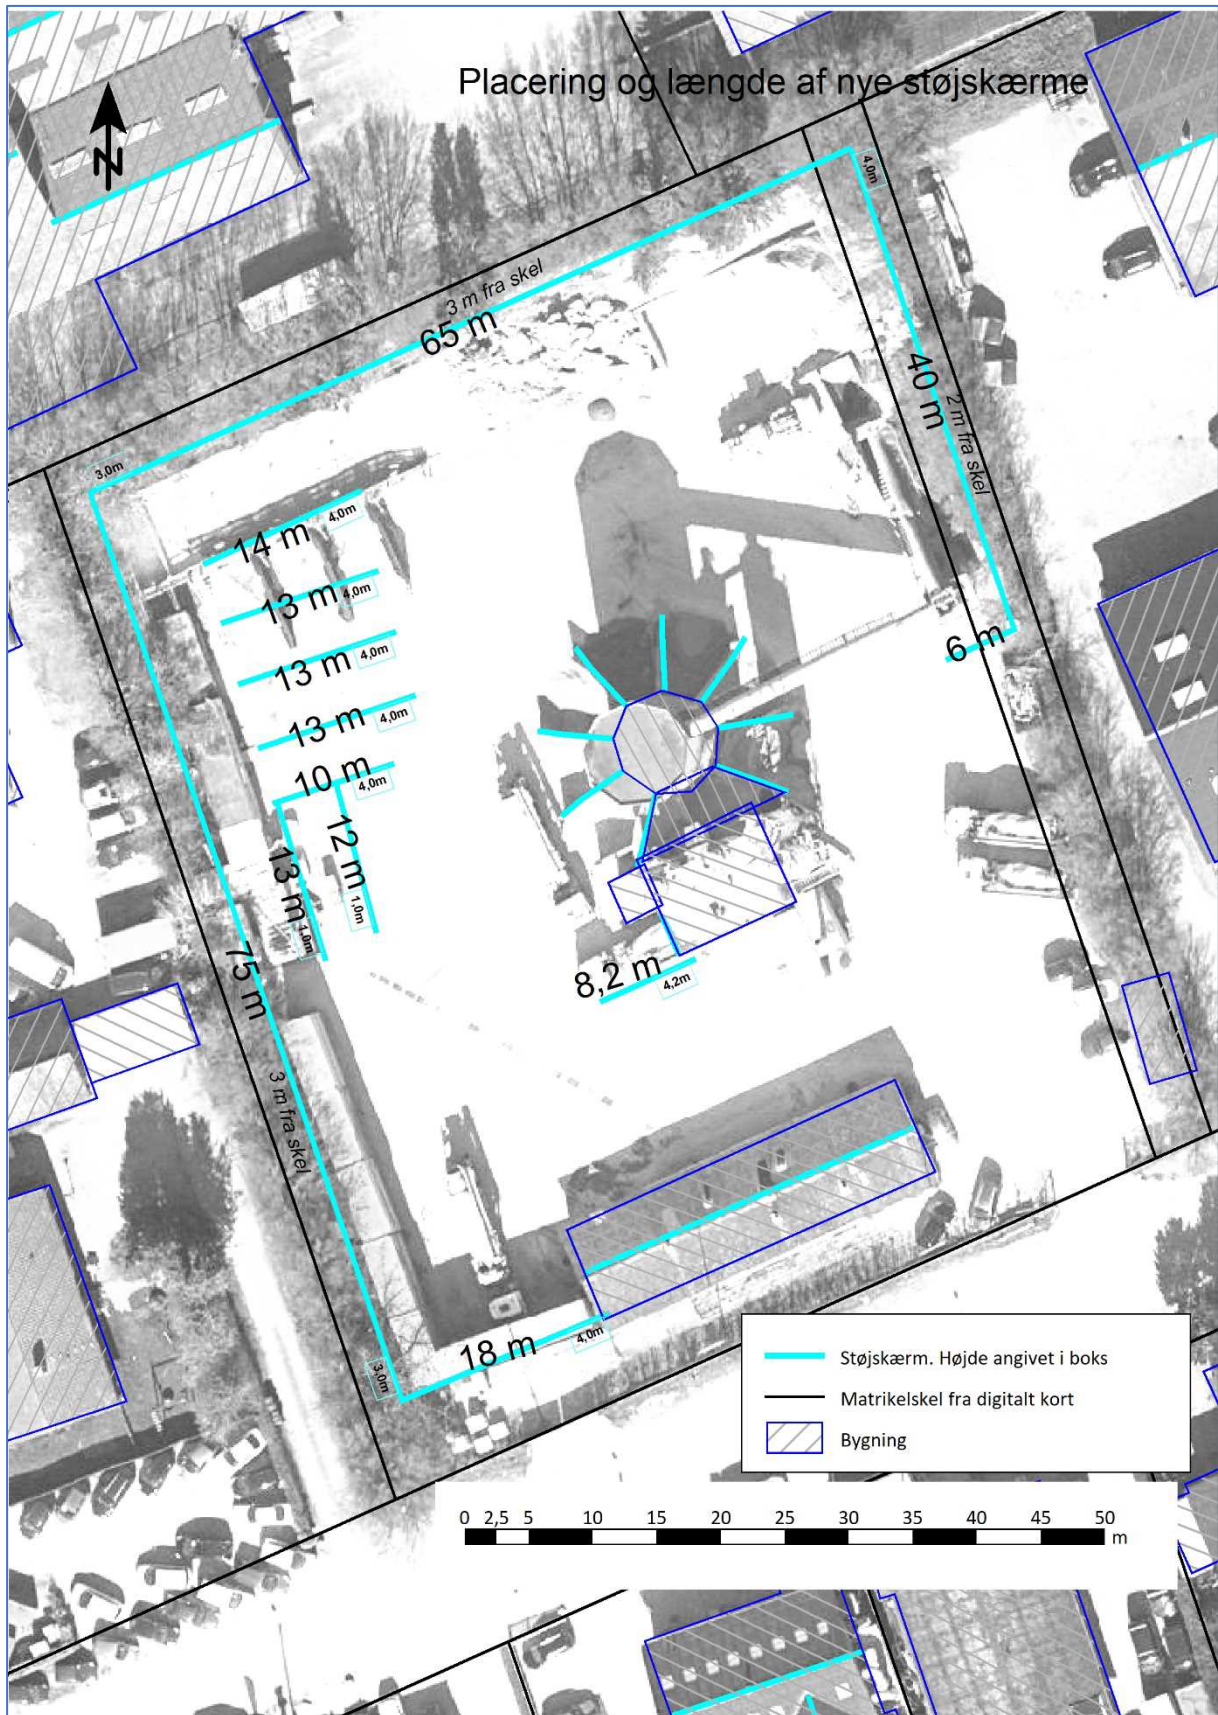 Placering og længde af nye støjskærme
N
4,0m
3 m fra skel
65 m
40 m
2 m fra skel
3,0m
14 m
4,0m
13 m
4,0m
13 m
4,0m
6 m
13 m
4,0m
10 m
4,0m
12 m
1,0m
13 m
1,0m
75 m
8,2 m
4,2m
3 m fra skel
18 m
4,0m
3,0m
Støjskærm. Højde angivet i boks
Matrikelskel fra digitalt kort
Bygning
0 2,5 5 10 15 20 25 30 35 40 45 50
m